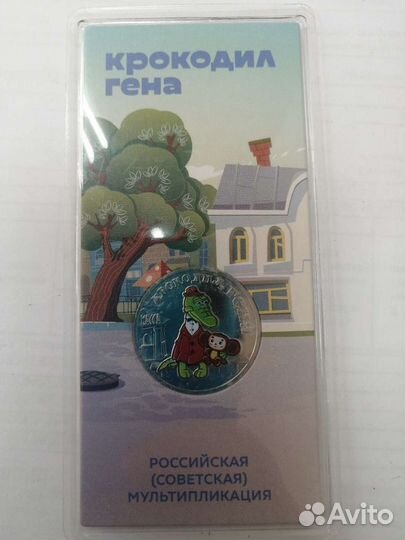 крокодил
гена
КРОКОДИЛ ГЕНА
РОССИЙСКАЯ
(СОВЕТСКАЯ)
МУЛЬТИПЛИКАЦИЯ
Avito